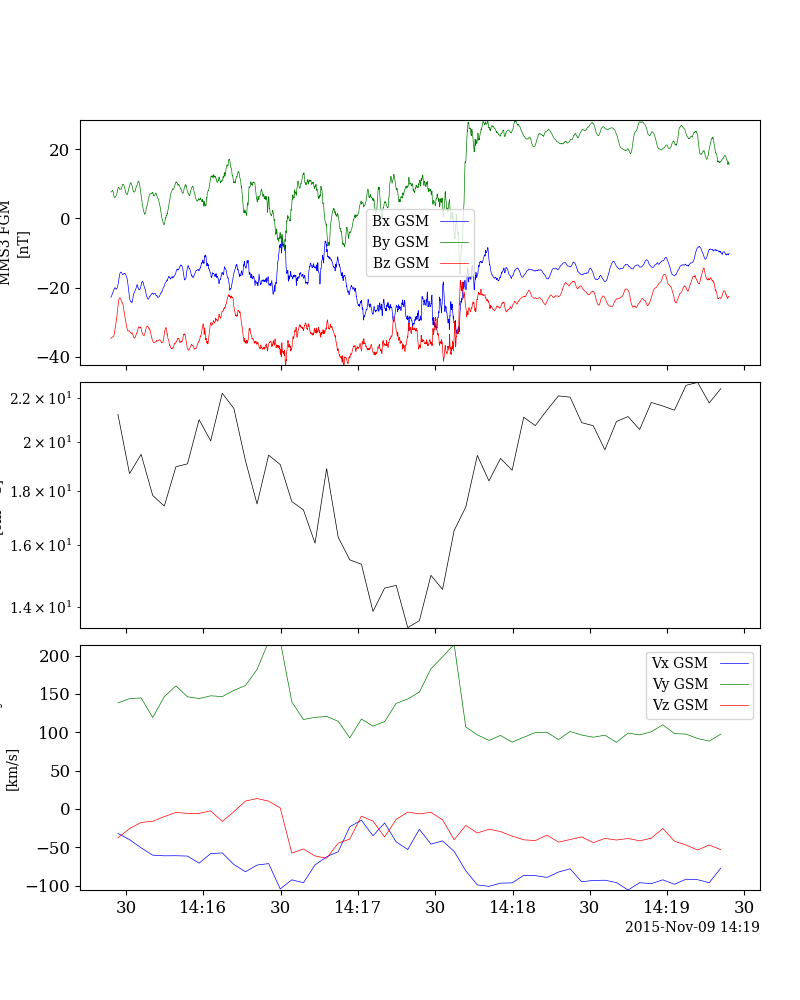 MMS3 FGM
[nT]
20
0
−20
−40
Bx GSM
By GSM
Bz GSM
2.2 × 10¹
2 × 10¹
1.8 × 10¹
1.6 × 10¹
1.4 × 10¹
[km/s]
200
150
100
50
0
−50
−100
Vx GSM
Vy GSM
Vz GSM
30 14:16 30 14:17 30 14:18 30 14:19 30
2015-Nov-09 14:19